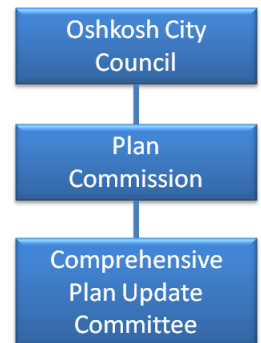 Oshkosh City
Council
Plan
Commission
Comprehensive
Plan Update
Committee